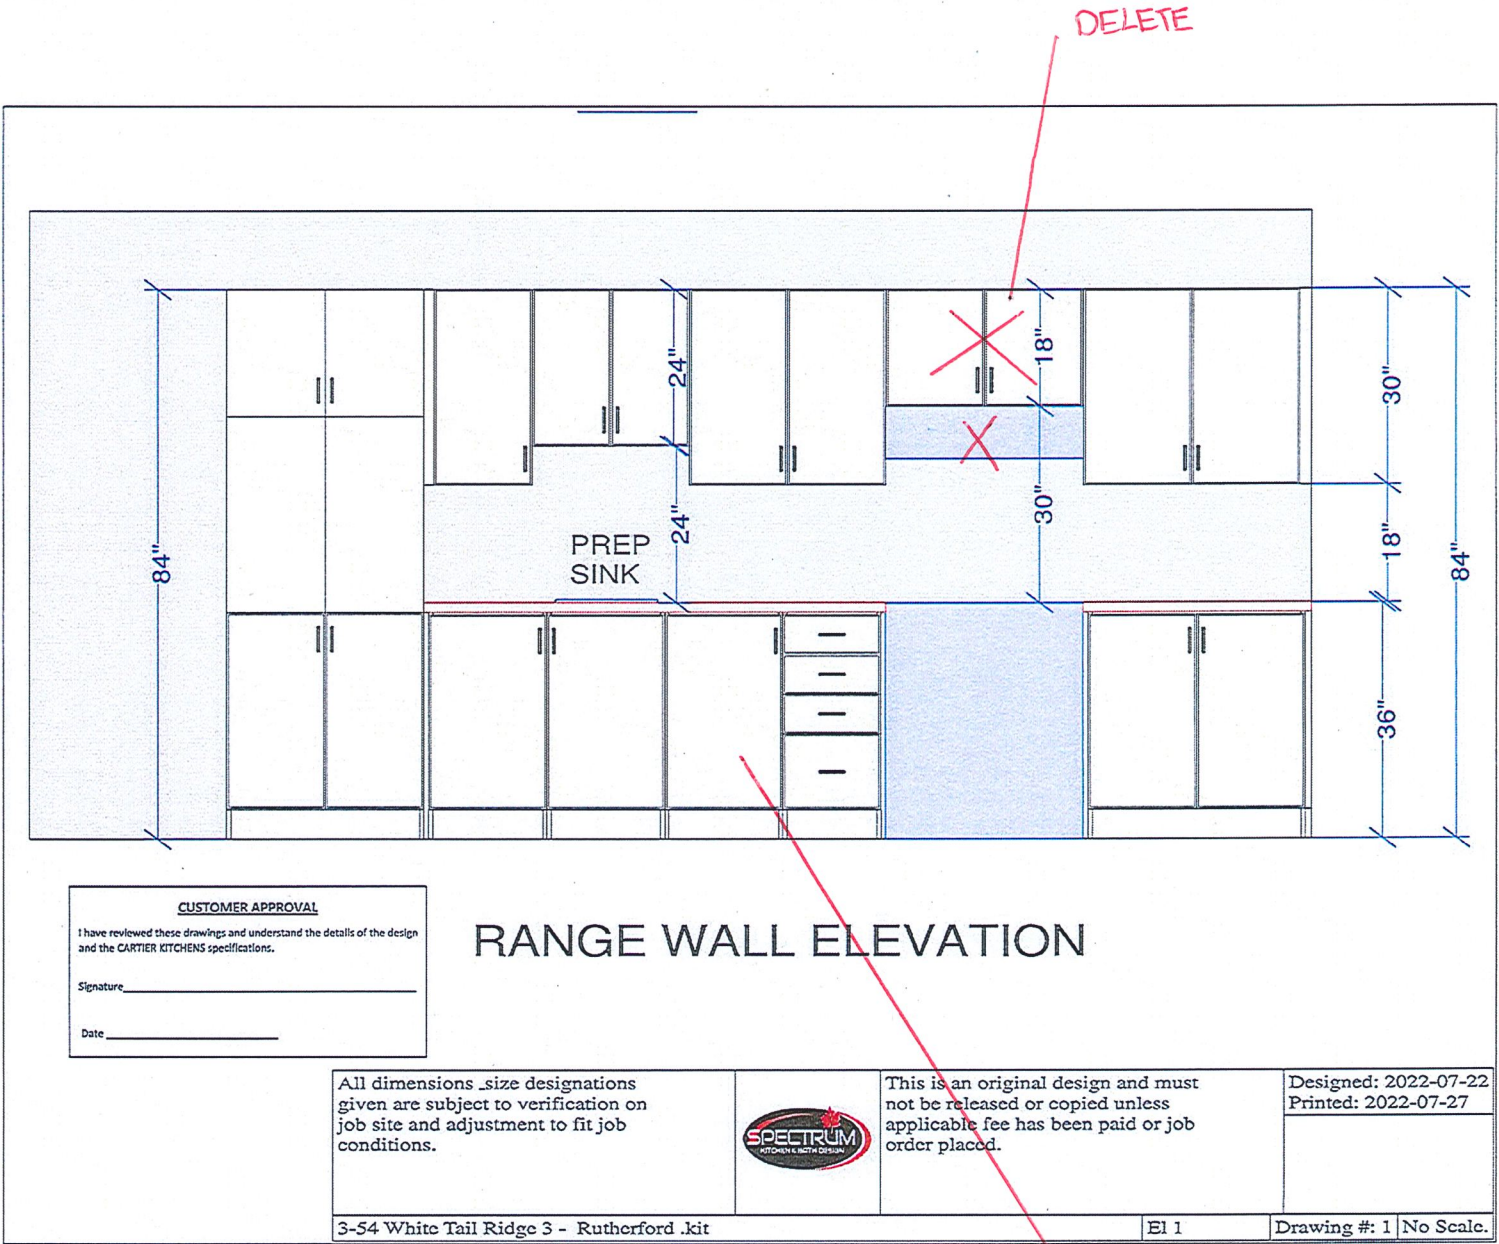 DELETE
84"
24"
24"
18"
30"
30"
18"
36"
84"
PREP
SINK
CUSTOMER APPROVAL
I have reviewed these drawings and understand the details of the design
and the CARTIER KITCHENS specifications.
Signature
Date
RANGE WALL ELEVATION
All dimensions _size designations
given are subject to verification on
job site and adjustment to fit job
conditions.
SPECTRUM
KITCHEN & BATH DESIGN
This is an original design and must
not be released or copied unless
applicable fee has been paid or job
order placed.
Designed: 2022-07-22
Printed: 2022-07-27
3-54 White Tail Ridge 3 - Rutherford .kit
El 1
Drawing #: 1
No Scale.